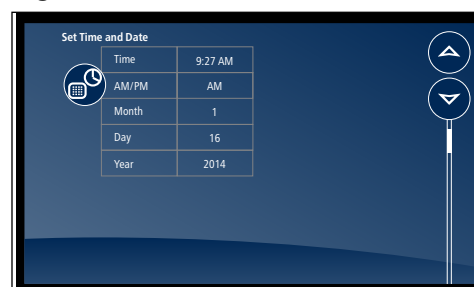 Set Time and Date
Time 9:27 AM
AM/PM AM
Month 1
Day 16
Year 2014